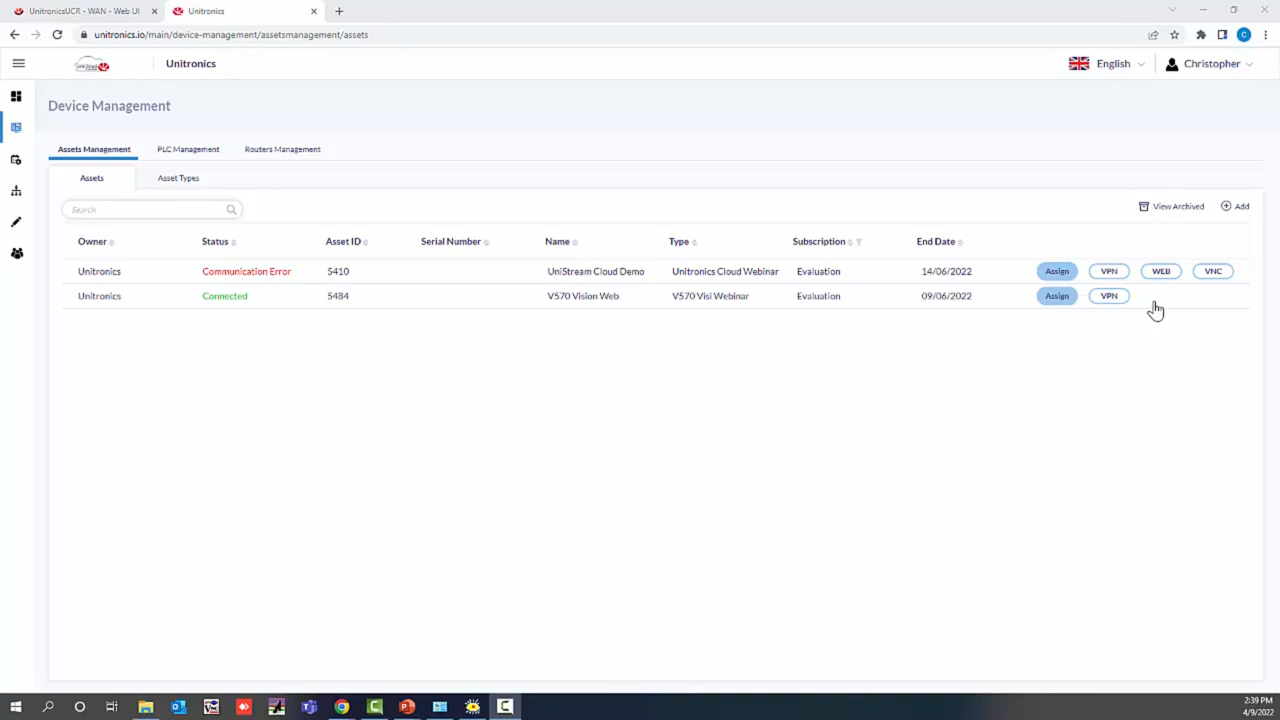 UnitronicsUCR - WAN - Web UI
Unitronics
unitronics.io/main/device-management/assetsmanagement/assets
C
Unitronics
English
Christopher
Device Management
Assets Management PLC Management Routers Management
Assets Asset Types
Search
View Archived Add
Owner Status Asset ID Serial Number Name Type Subscription End Date
Unitronics Communication Error 5410 UniStream Cloud Demo Unitronics Cloud Webinar Evaluation 14/06/2022 Assign VPN WEB VNC
Unitronics Connected 5484 V570 Vision Web V570 Visi Webinar Evaluation 09/06/2022 Assign VPN
2:39 PM
4/9/2022